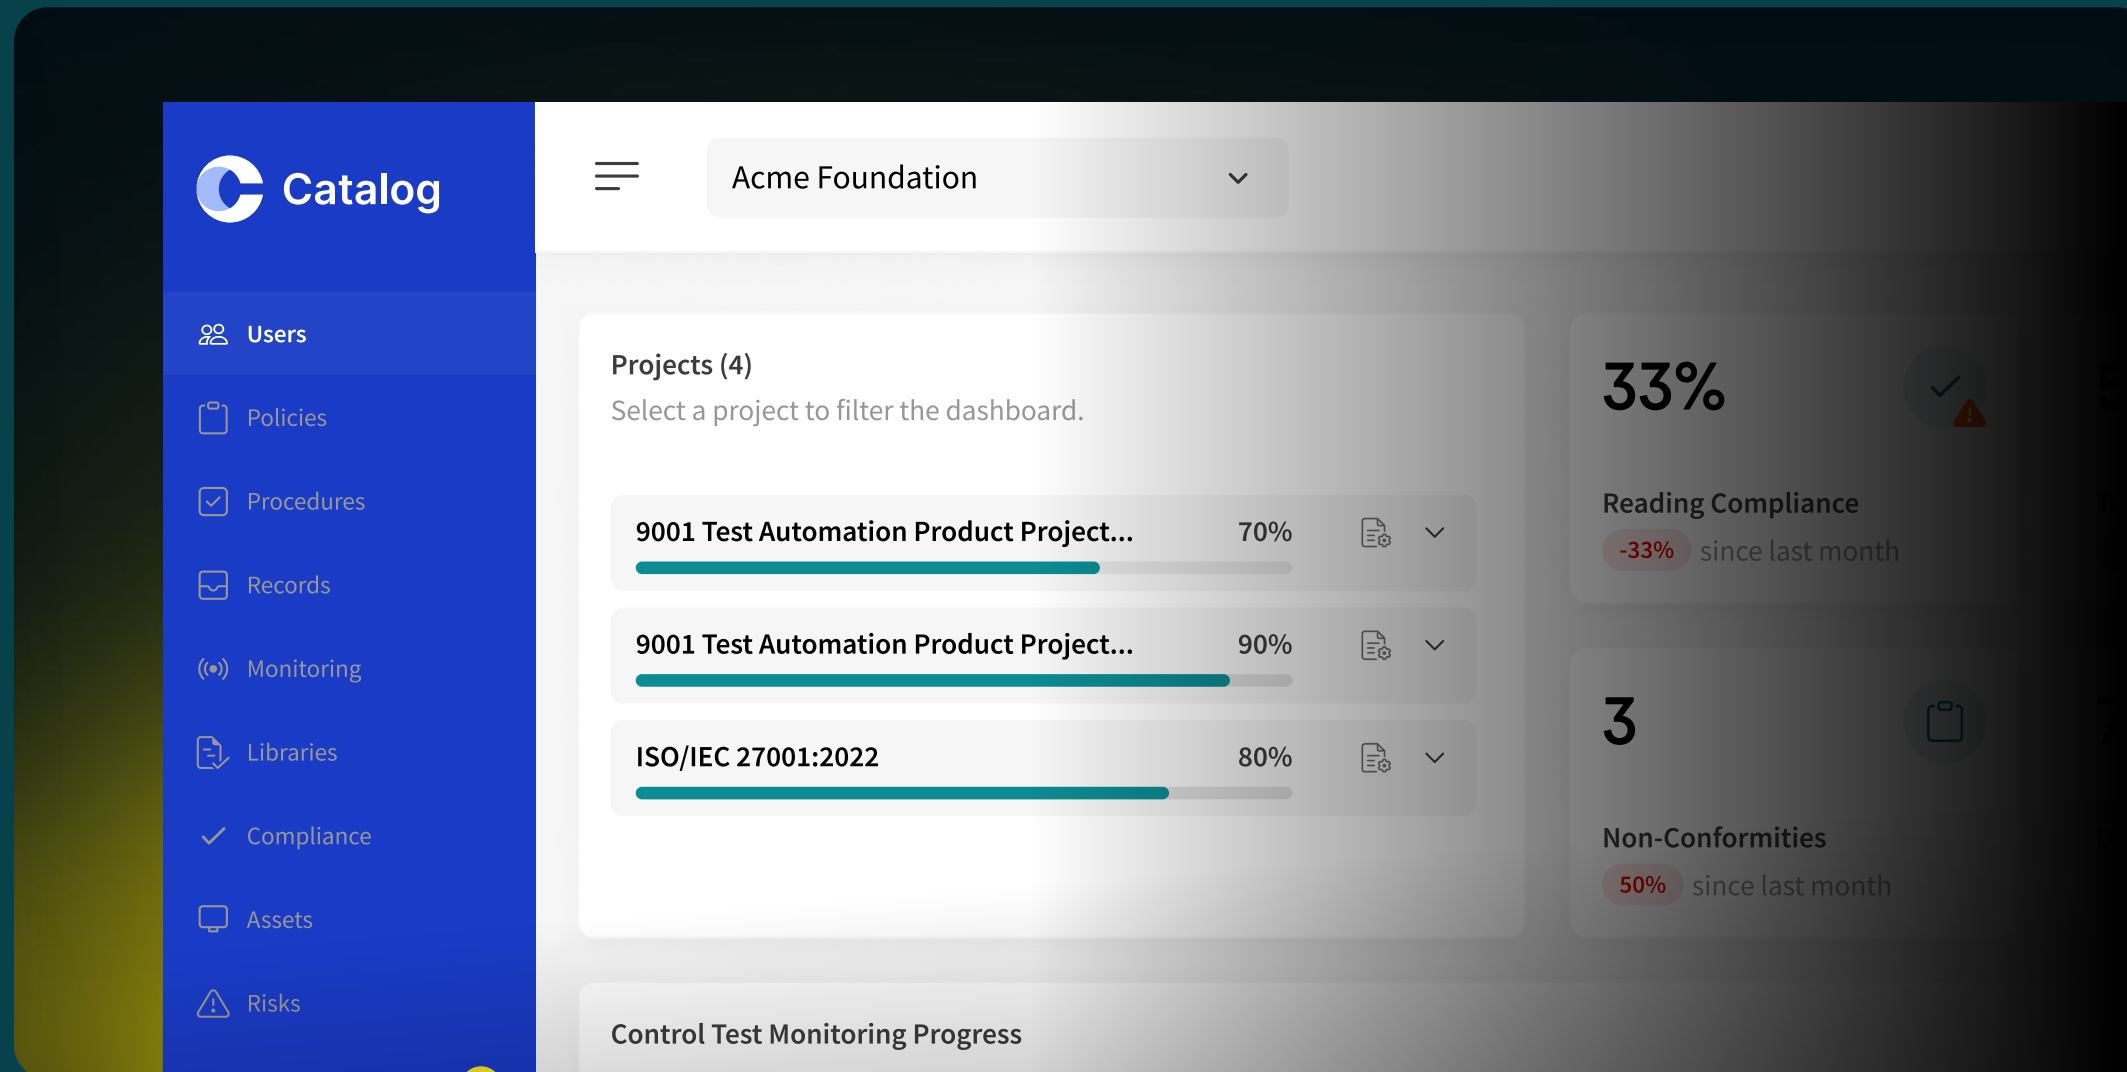 Catalog
Acme Foundation
Users
Policies
Procedures
Records
Monitoring
Libraries
Compliance
Assets
Risks
Projects (4)
Select a project to filter the dashboard.
9001 Test Automation Product Project... 70%
9001 Test Automation Product Project... 90%
ISO/IEC 27001:2022 80%
33%
Reading Compliance
-33% since last month
3
Non-Conformities
50% since last month
Control Test Monitoring Progress